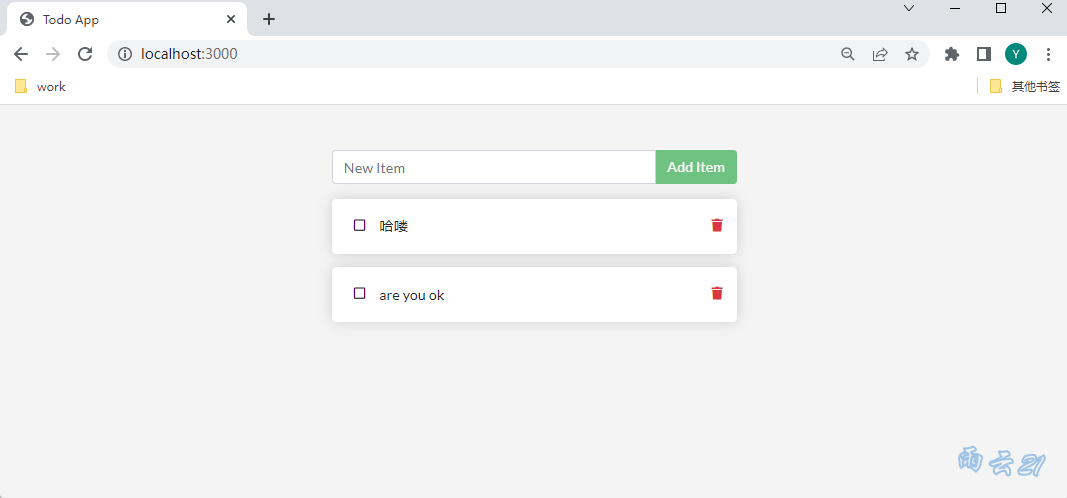 Todo App
localhost:3000
Y
work
其他书签
New Item
Add Item
哈喽
are you ok
雨云21